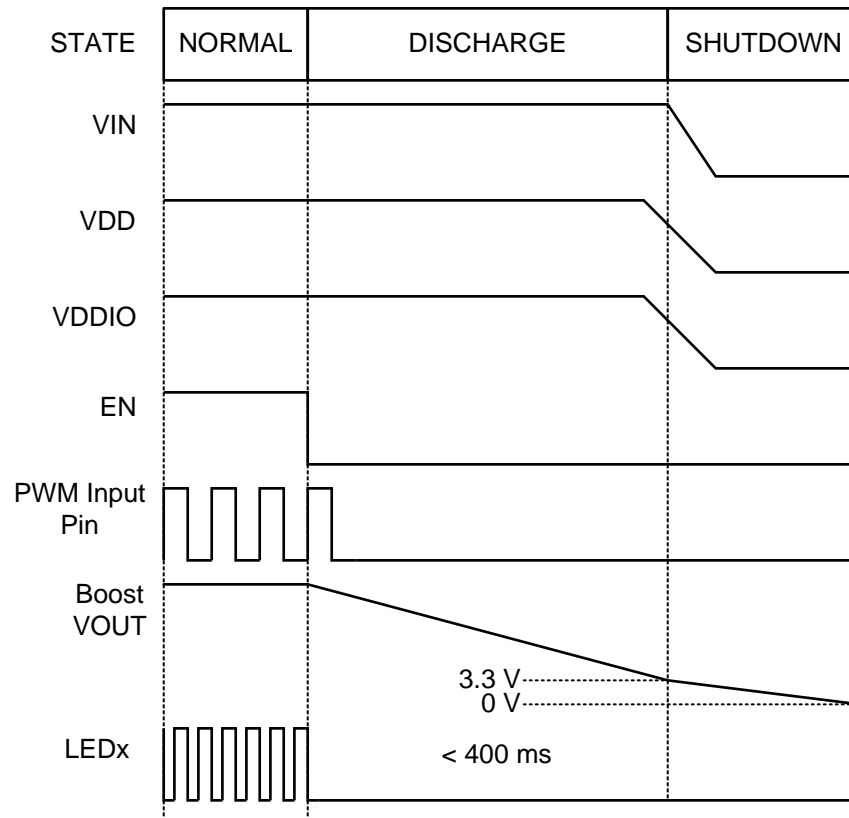 STATE NORMAL DISCHARGE SHUTDOWN
VIN
VDD
VDDIO
EN
PWM Input
Pin
Boost
VOUT
3.3 V
0 V
LEDx < 400 ms